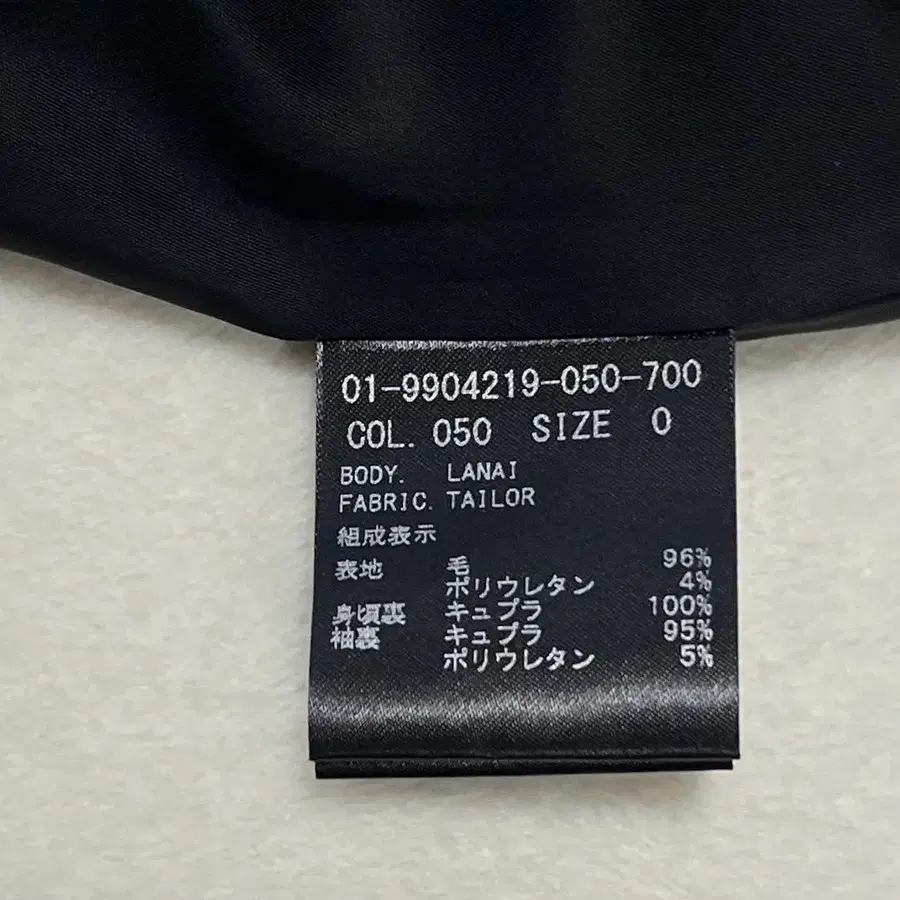 01-9904219-050-700
COL. 050 SIZE 0
BODY. LANAI
FABRIC. TAILOR
組成表示
表地 毛 96%
ポリウレタン 4%
身頃裏 キュプラ 100%
袖裏 キュプラ 95%
ポリウレタン 5%